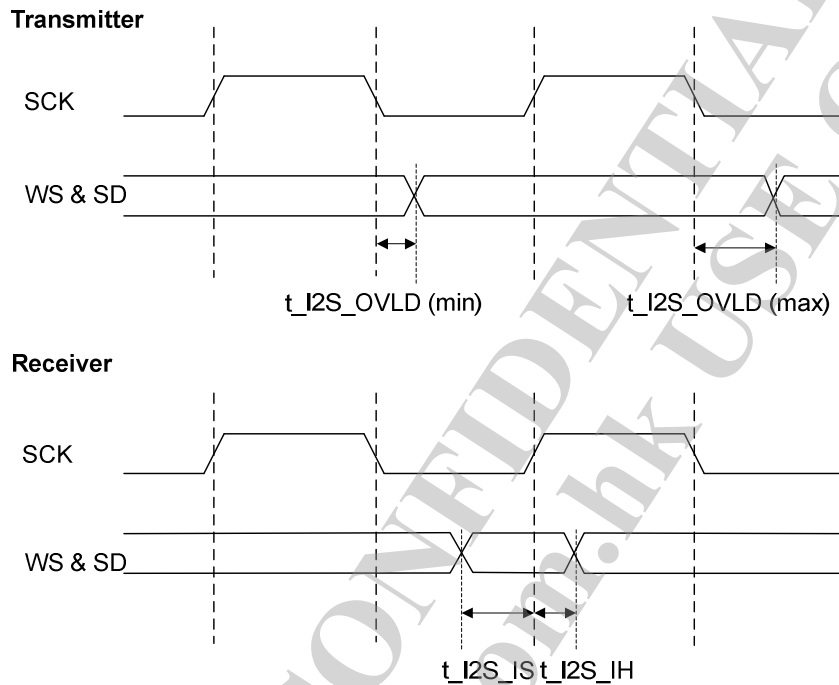 Transmitter
SCK
WS & SD
t_I2S_OVLD (min) t_I2S_OVLD (max)
Receiver
SCK
WS & SD
t_I2S_IS t_I2S_IH